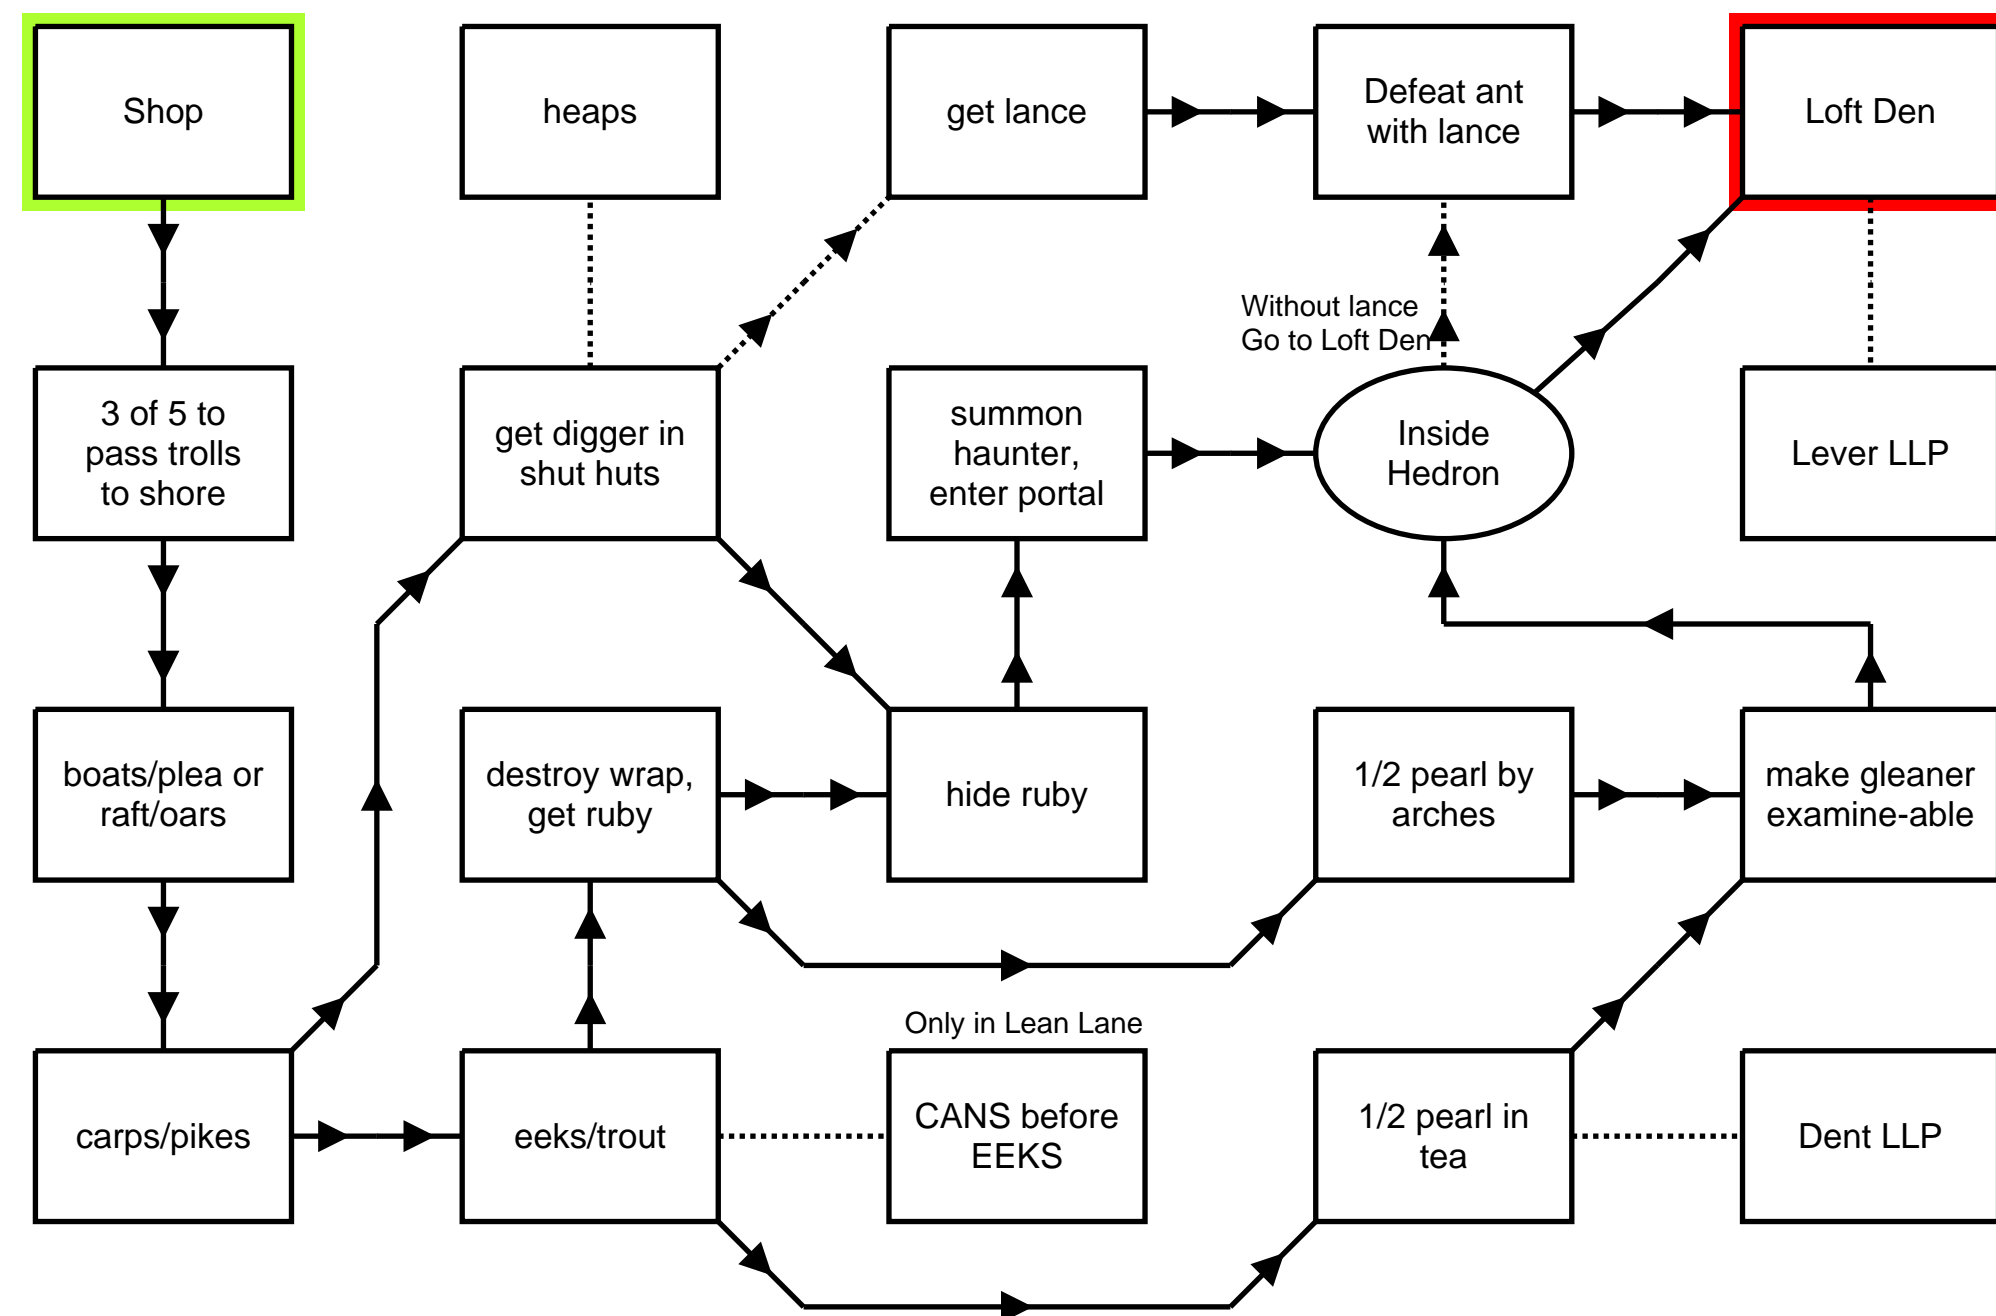 Shop
heaps
get lance
Defeat ant
with lance
Loft Den
Without lance
Go to Loft Den
3 of 5 to
pass trolls
to shore
get digger in
shut huts
summon
haunter,
enter portal
Inside
Hedron
Lever LLP
boats/plea or
raft/oars
destroy wrap,
get ruby
hide ruby
1/2 pearl by
arches
make gleaner
examine-able
Only in Lean Lane
carps/pikes
eeks/trout
CANS before
EEKS
1/2 pearl in
tea
Dent LLP